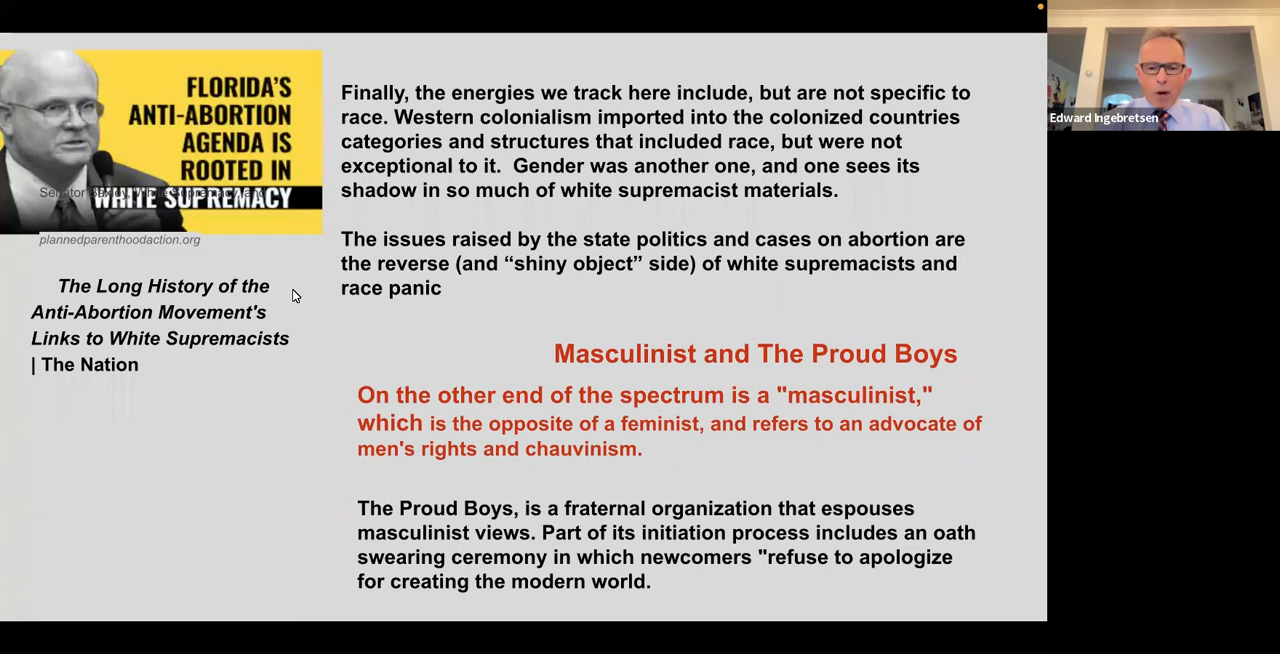 FLORIDA'S
ANTI-ABORTION
AGENDA IS
ROOTED IN
WHITE SUPREMACY
Senator Baxley, White Supremacy, and
plannedparenthoodaction.org
The Long History of the
Anti-Abortion Movement's
Links to White Supremacists
| The Nation
Finally, the energies we track here include, but are not specific to
race. Western colonialism imported into the colonized countries
categories and structures that included race, but were not
exceptional to it.  Gender was another one, and one sees its
shadow in so much of white supremacist materials.
The issues raised by the state politics and cases on abortion are
the reverse (and “shiny object” side) of white supremacists and
race panic
Masculinist and The Proud Boys
On the other end of the spectrum is a "masculinist,"
which is the opposite of a feminist, and refers to an advocate of
men's rights and chauvinism.
The Proud Boys, is a fraternal organization that espouses
masculinist views. Part of its initiation process includes an oath
swearing ceremony in which newcomers "refuse to apologize
for creating the modern world.
Edward Ingebretsen